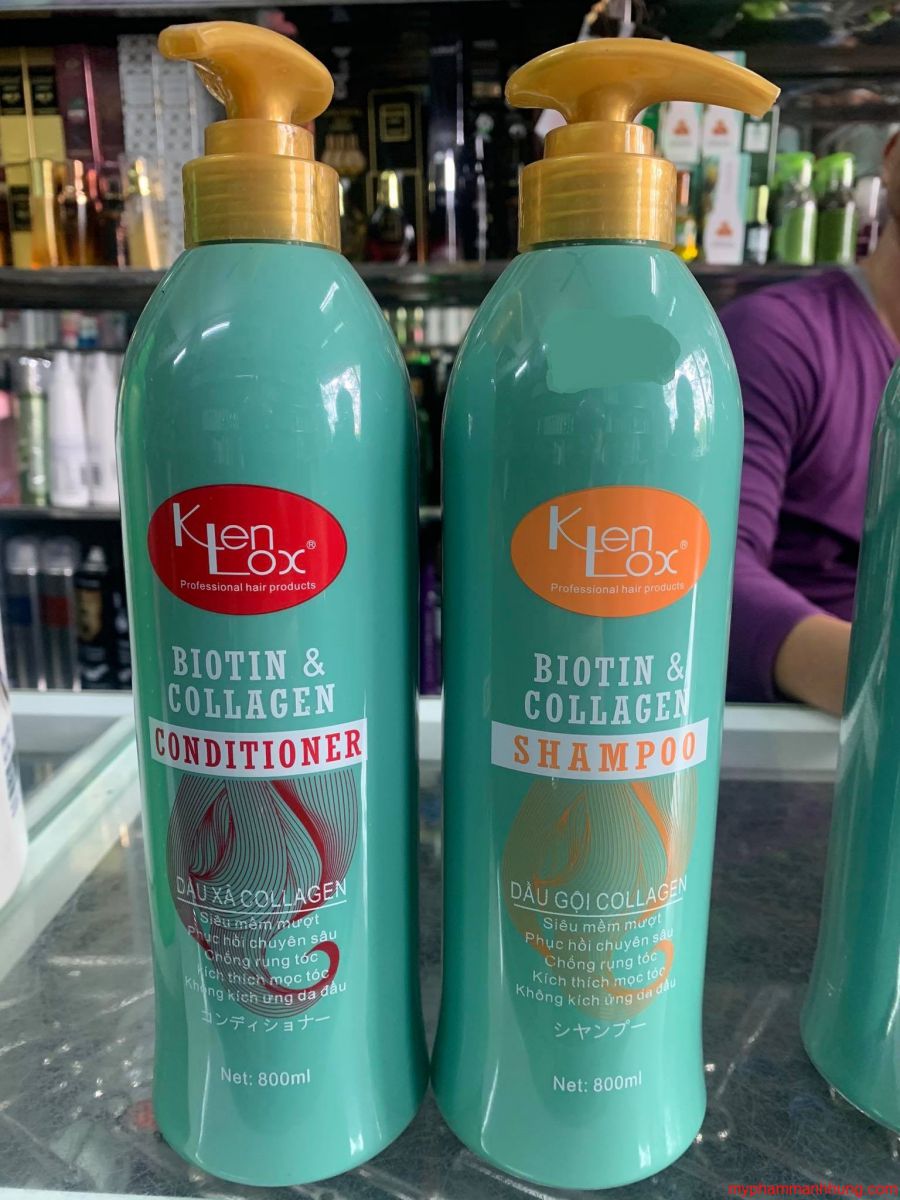 Klen
Lox®
Professional hair products
BIOTIN &
COLLAGEN
CONDITIONER
DẦU XẢ COLLAGEN
Siêu mềm mượt
Phục hồi chuyên sâu
Chống rụng tóc
Kích thích mọc tóc
Không kích ứng da đầu
コンディショナー
Net: 800ml
Klen
Lox®
Professional hair products
BIOTIN &
COLLAGEN
SHAMPOO
DẦU GỘI COLLAGEN
Siêu mềm mượt
Phục hồi chuyên sâu
Chống rụng tóc
Kích thích mọc tóc
Không kích ứng da đầu
シャンプー
Net: 800ml
myphammanhhung.com